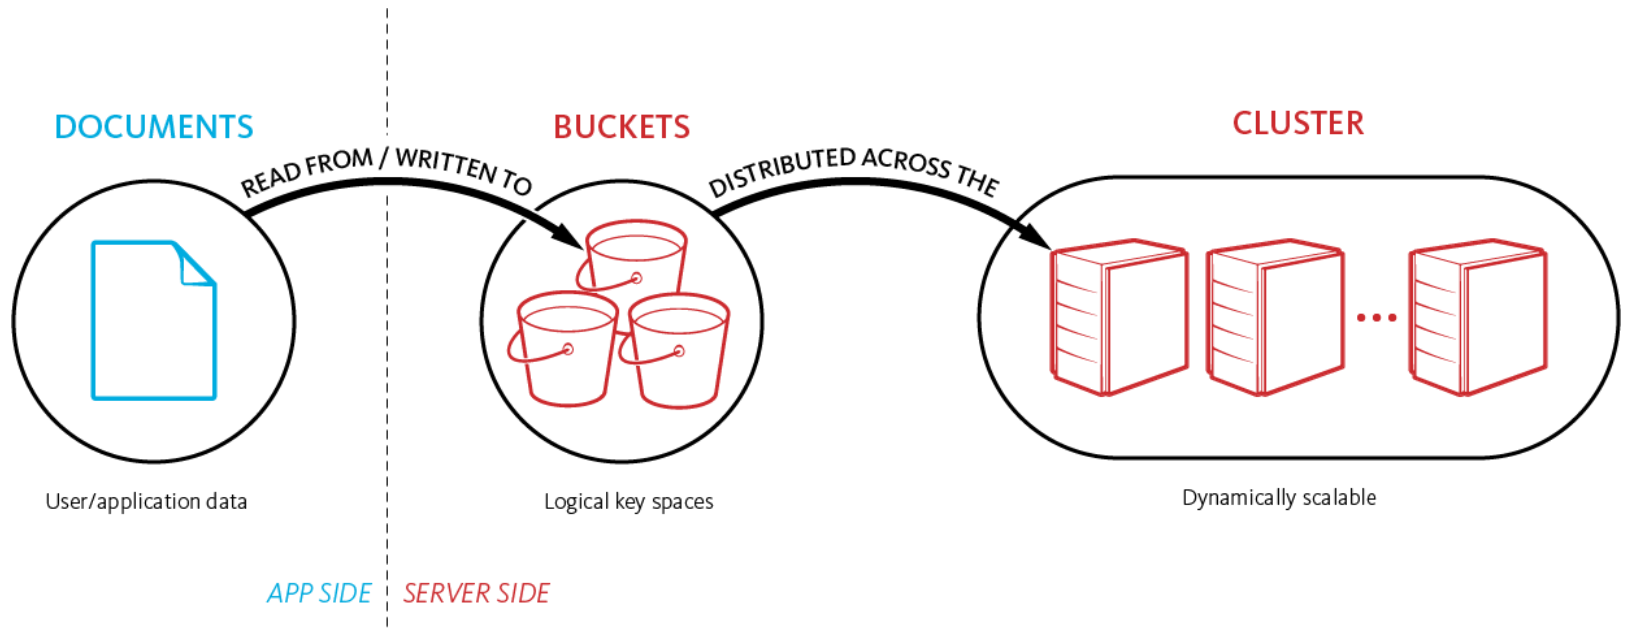 DOCUMENTS
BUCKETS
CLUSTER
READ FROM / WRITTEN TO
DISTRIBUTED ACROSS THE
User/application data
Logical key spaces
Dynamically scalable
APP SIDE
SERVER SIDE